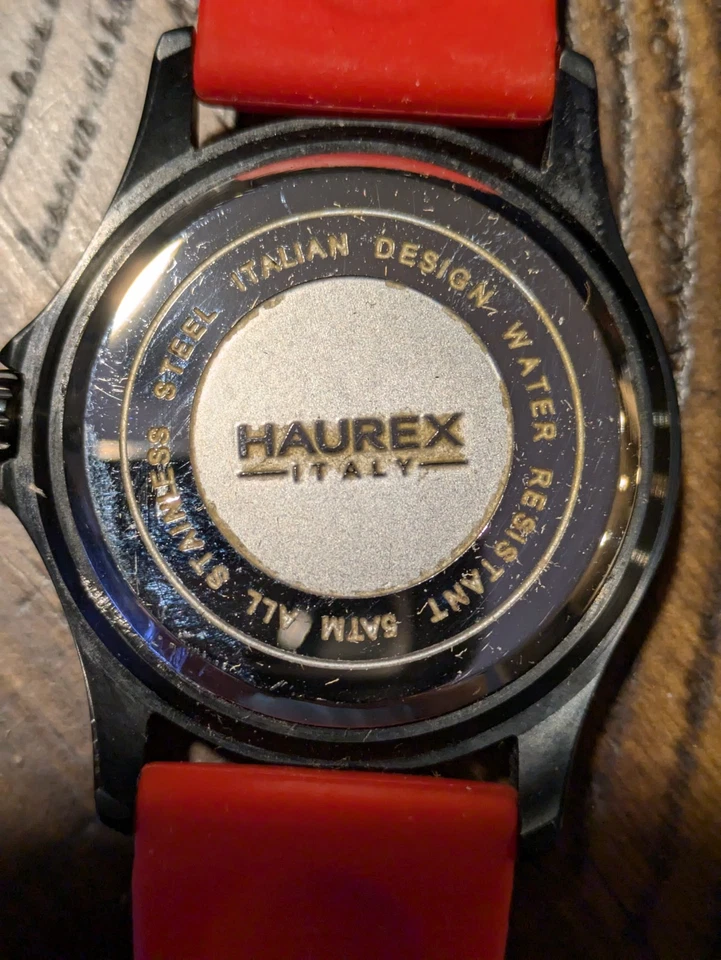 HAUREX
ITALY
ALL STAINLESS STEEL ITALIAN DESIGN WATER RESISTANT 5ATM